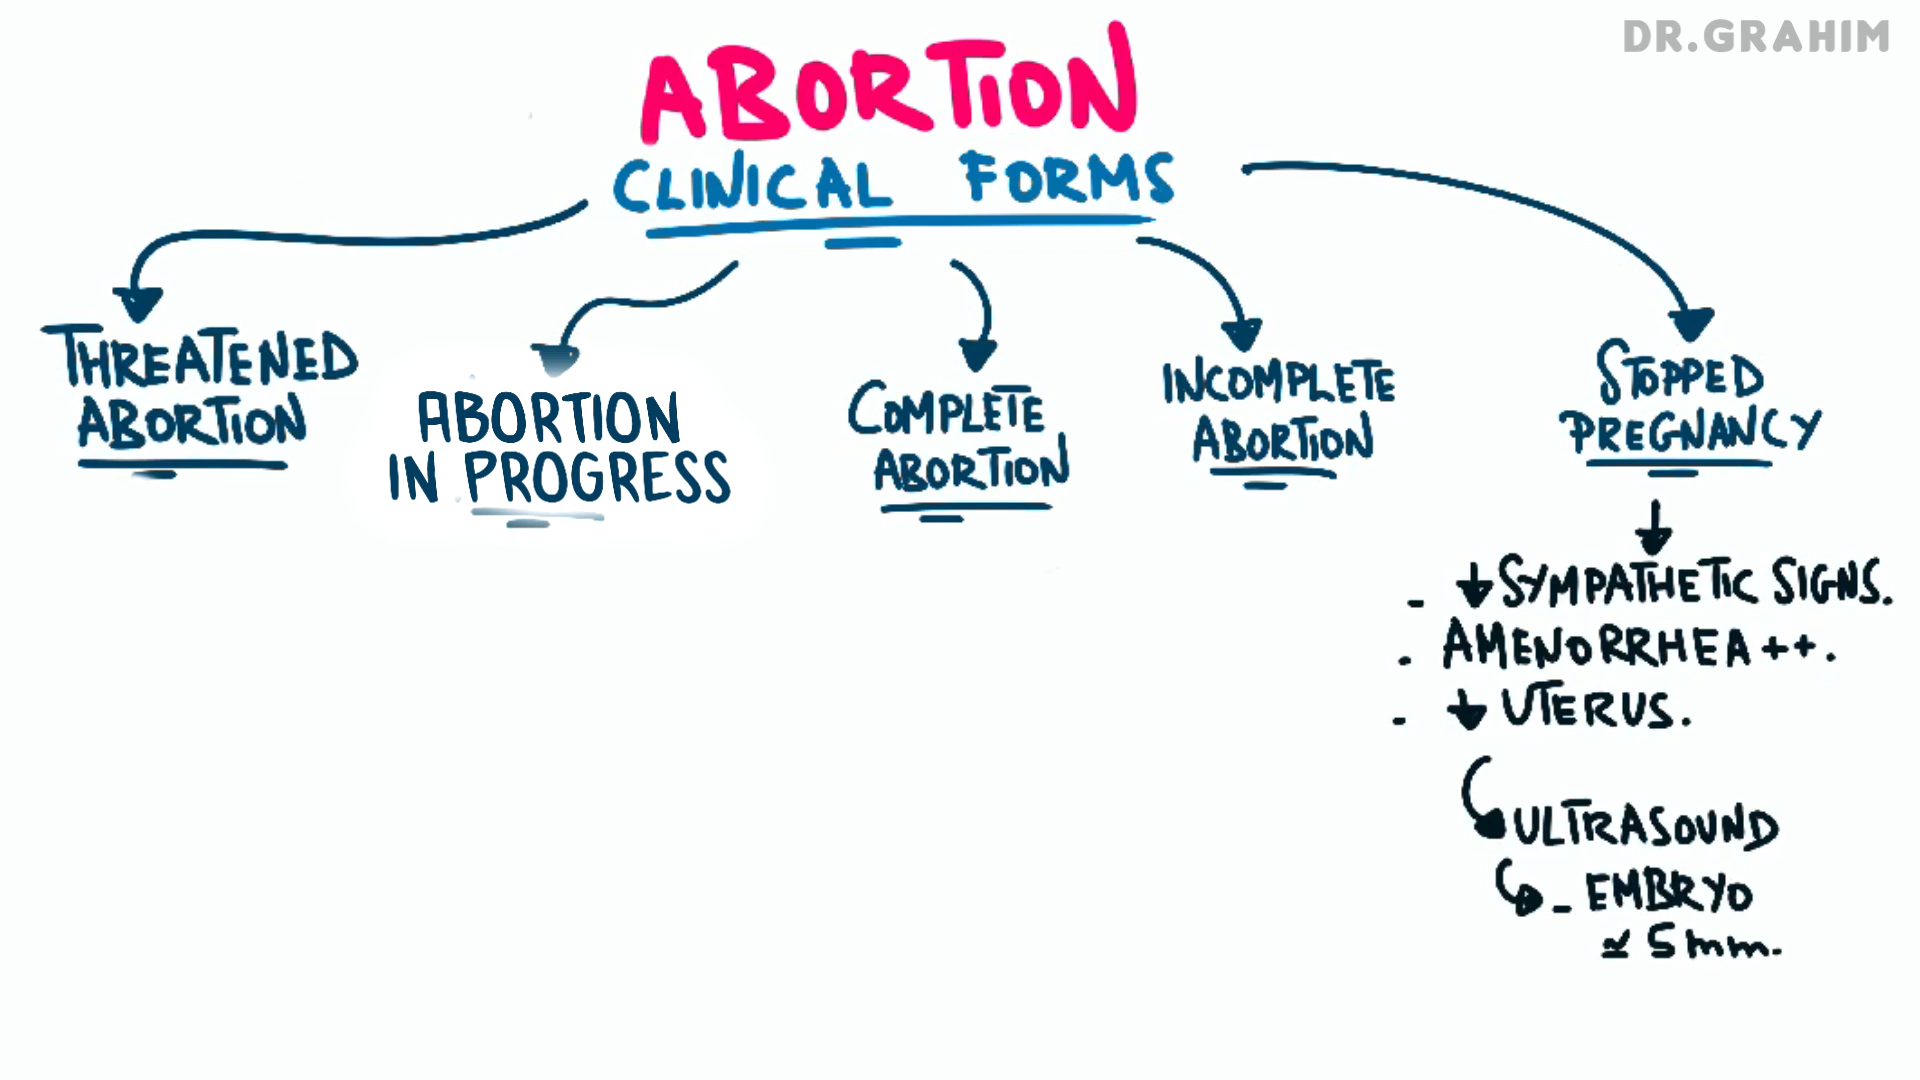 DR.GRAHIM
ABORTION
CLINICAL FORMS
THREATENED
ABORTION
ABORTION
IN PROGRESS
COMPLETE
ABORTION
INCOMPLETE
ABORTION
STOPPED
PREGNANCY
- ↓ SYMPATHETIC SIGNS.
- AMENORRHEA ++.
- ↓ UTERUS.
ULTRASOUND
- EMBRYO
≃ 5mm.